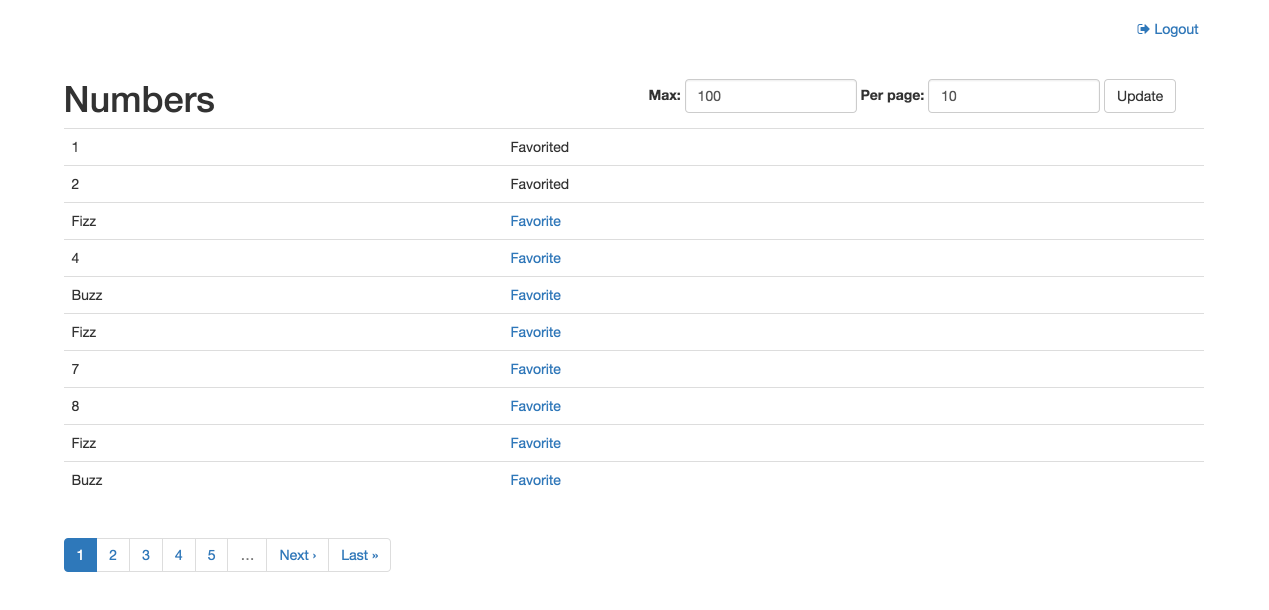 Logout
Numbers Max: 100 Per page: 10 Update
1 Favorited
2 Favorited
Fizz Favorite
4 Favorite
Buzz Favorite
Fizz Favorite
7 Favorite
8 Favorite
Fizz Favorite
Buzz Favorite
1 2 3 4 5 … Next › Last »